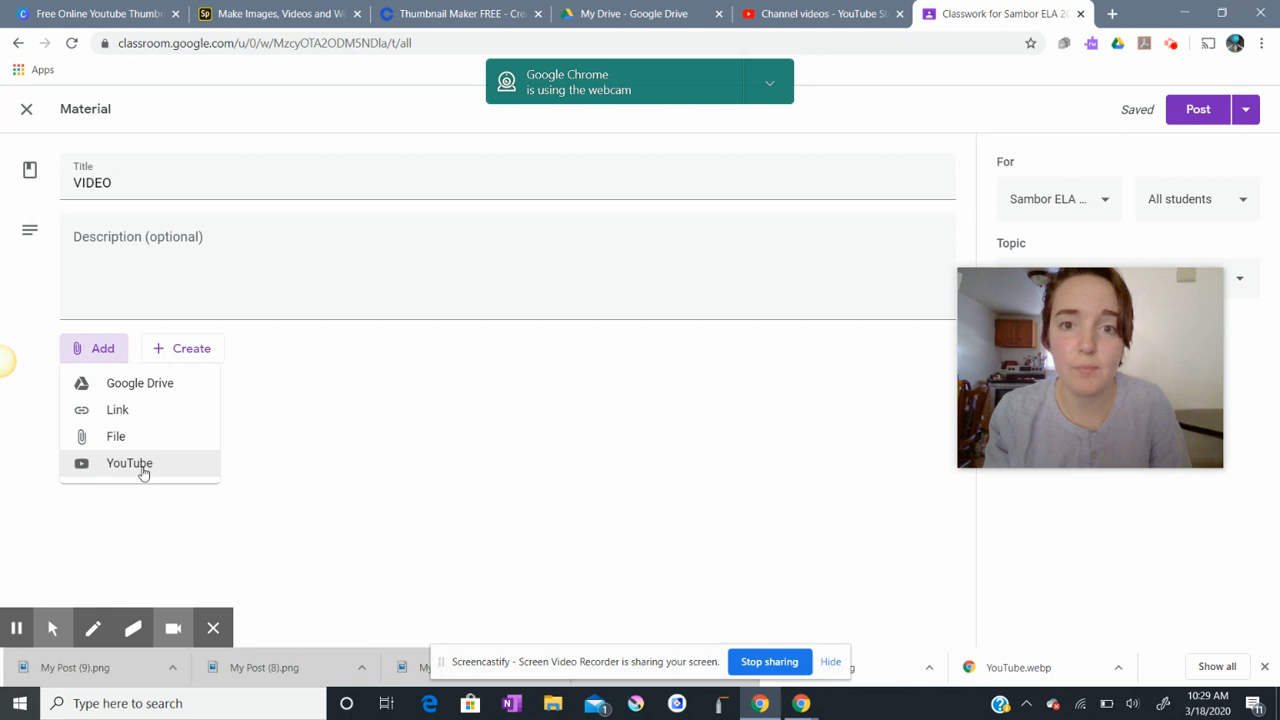 Free Online Youtube Thumbn
Make Images, Videos and We
Thumbnail Maker FREE - Cre
My Drive - Google Drive
Channel videos - YouTube St
Classwork for Sambor ELA 20
classroom.google.com/u/0/w/MzcyOTA2ODM5NDla/t/all
Apps
Google Chrome
is using the webcam
Material
Saved
Post
Title
VIDEO
Description (optional)
For
Sambor ELA ...
All students
Topic
Add
Create
Google Drive
Link
File
YouTube
Screencastify - Screen Video Recorder is sharing your screen.
Stop sharing
Hide
My Post (9).png
My Post (8).png
My
YouTube.webp
Show all
Type here to search
10:29 AM
3/18/2020